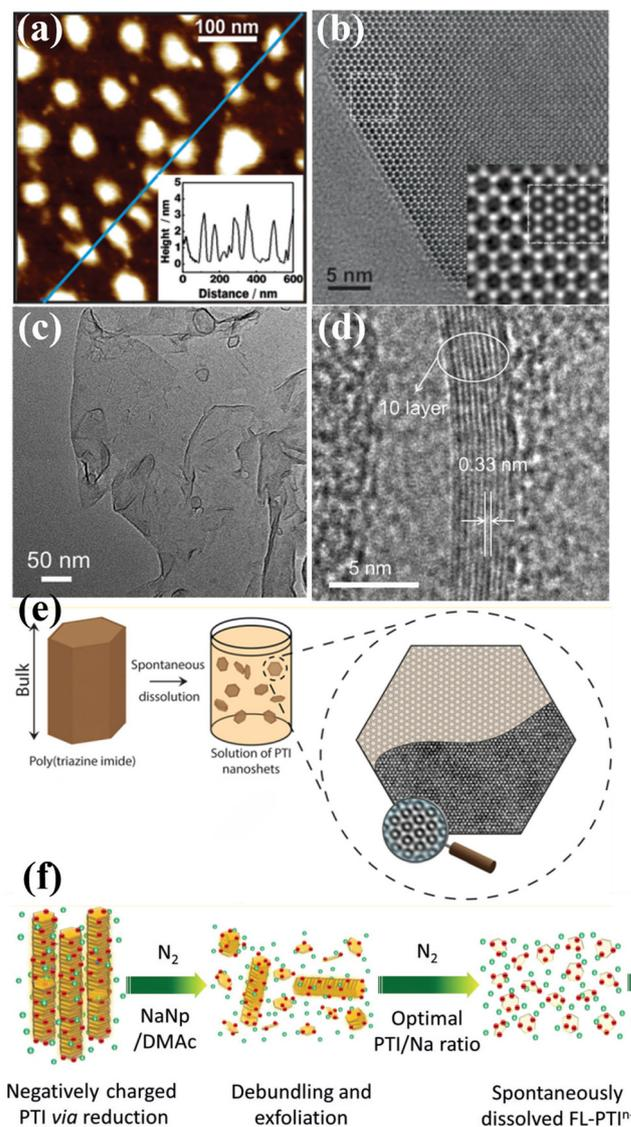 (a)
100 nm
Height / nm
5
4
3
2
1
0
0 200 400 600
Distance / nm
(b)
5 nm
(c)
50 nm
(d)
10 layer
0.33 nm
5 nm
(e)
Bulk
Poly(triazine imide)
Spontaneous
dissolution
Solution of PTI
nanoshets
(f)
N2
NaNp
/DMAc
N2
Optimal
PTI/Na ratio
Negatively charged
PTI via reduction
Debundling and
exfoliation
Spontaneously
dissolved FL-PTIn-